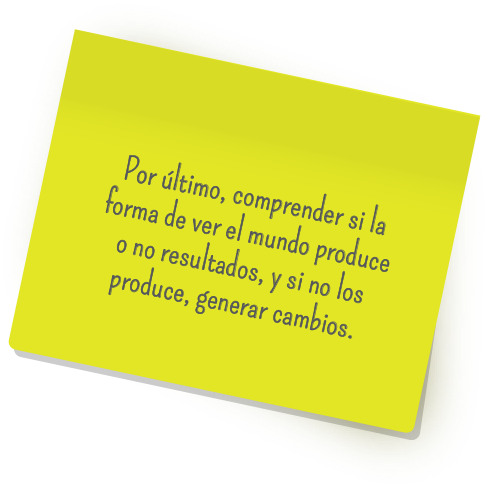 Por último, comprender si la
forma de ver el mundo produce
o no resultados, y si no los
produce, generar cambios.